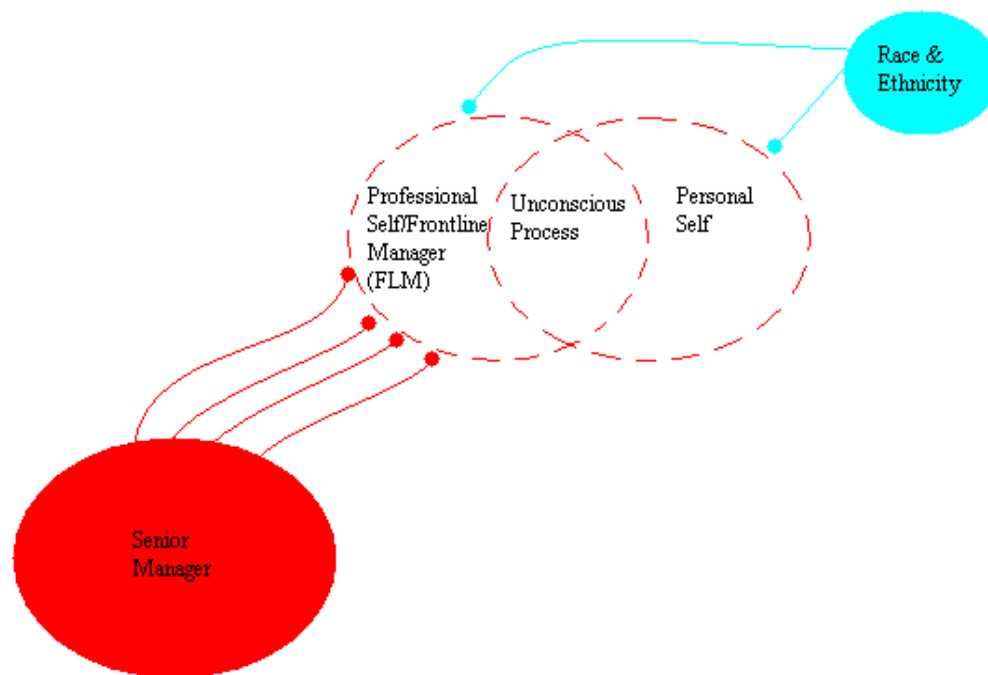 Race &
Ethnicity
Professional
Self/Frontline
Manager
(FLM)
Unconscious
Process
Personal
Self
Senior
Manager